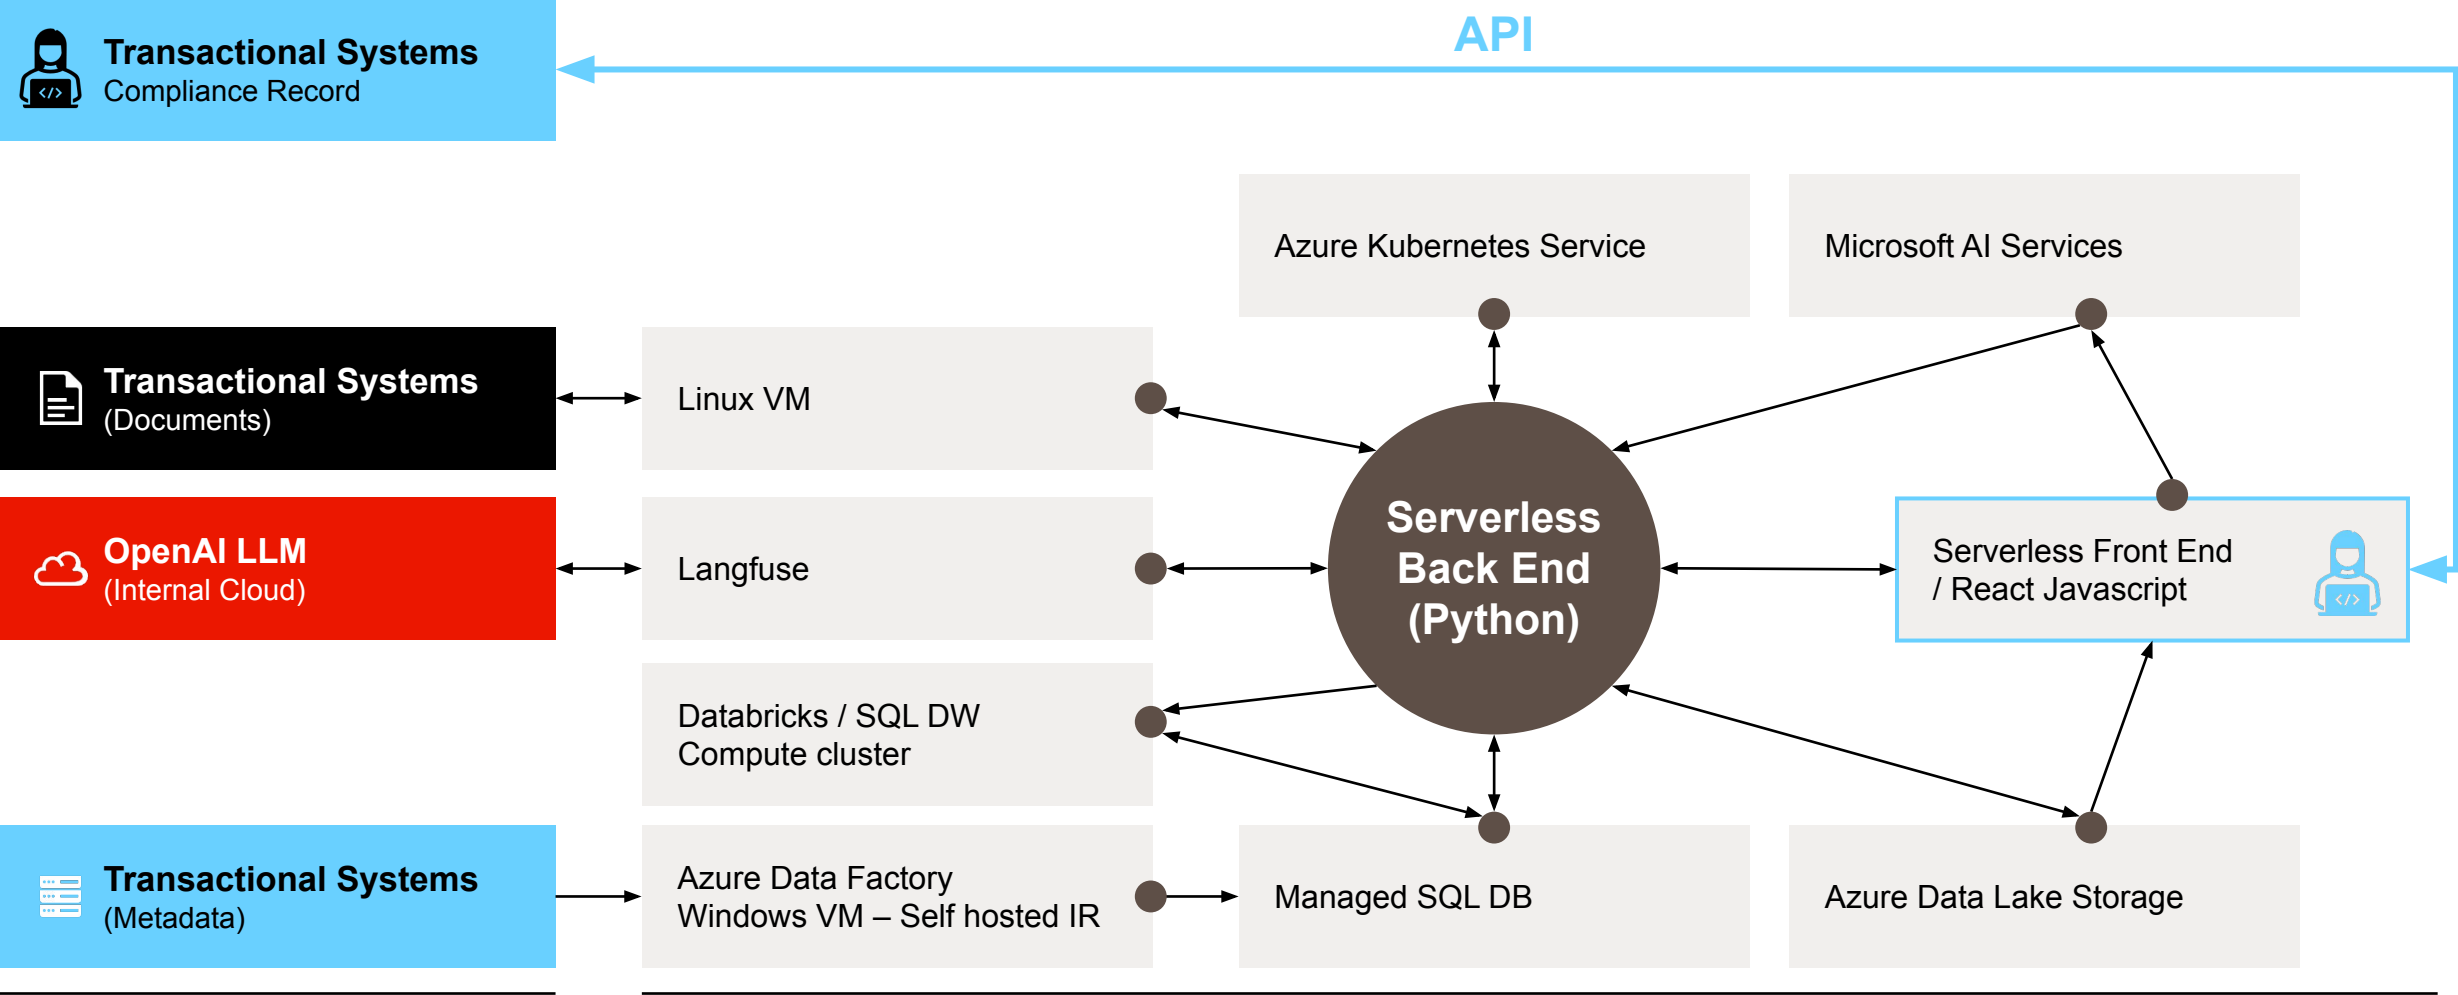 API
Transactional Systems
Compliance Record
Azure Kubernetes Service
Microsoft AI Services
Transactional Systems
(Documents)
Linux VM
OpenAI LLM
(Internal Cloud)
Langfuse
Serverless
Back End
(Python)
Serverless Front End
/ React Javascript
</>
</>
Databricks / SQL DW
Compute cluster
Transactional Systems
(Metadata)
Azure Data Factory
Windows VM – Self hosted IR
Managed SQL DB
Azure Data Lake Storage